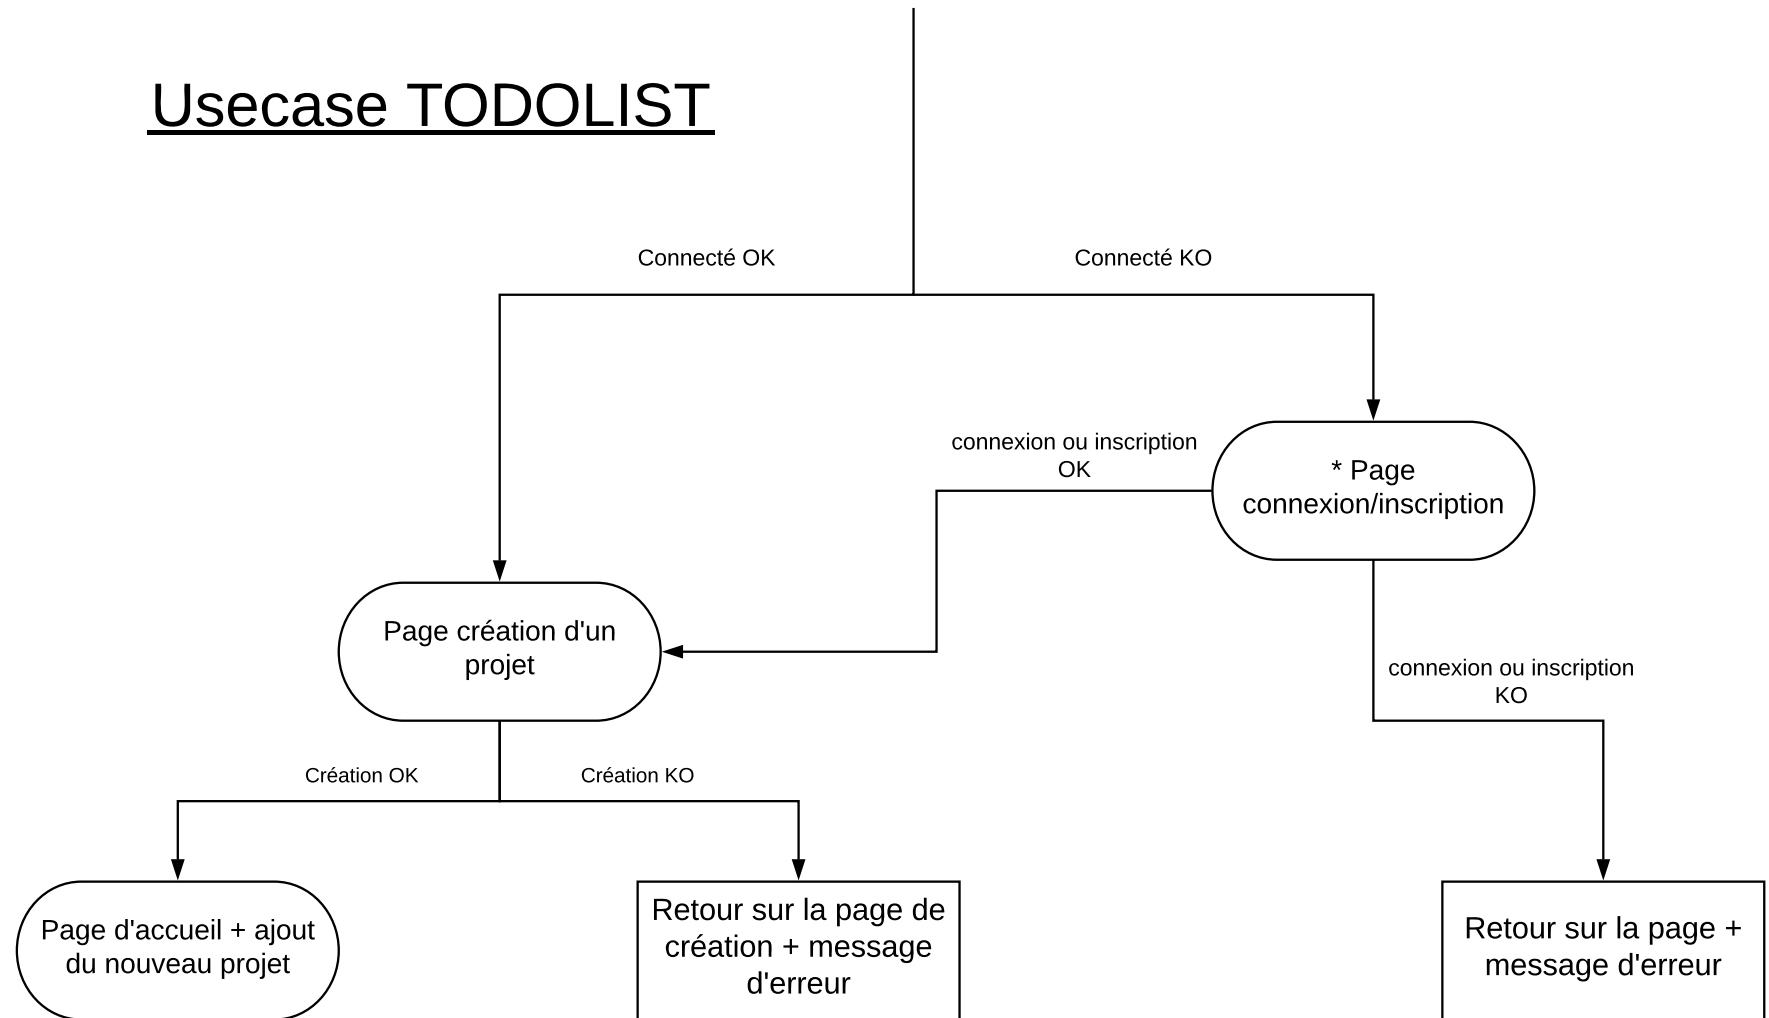 Usecase TODOLIST
Connecté OK
Connecté KO
connexion ou inscription
OK
* Page
connexion/inscription
Page création d'un
projet
connexion ou inscription
KO
Création OK
Création KO
Page d'accueil + ajout
du nouveau projet
Retour sur la page de
création + message
d'erreur
Retour sur la page +
message d'erreur